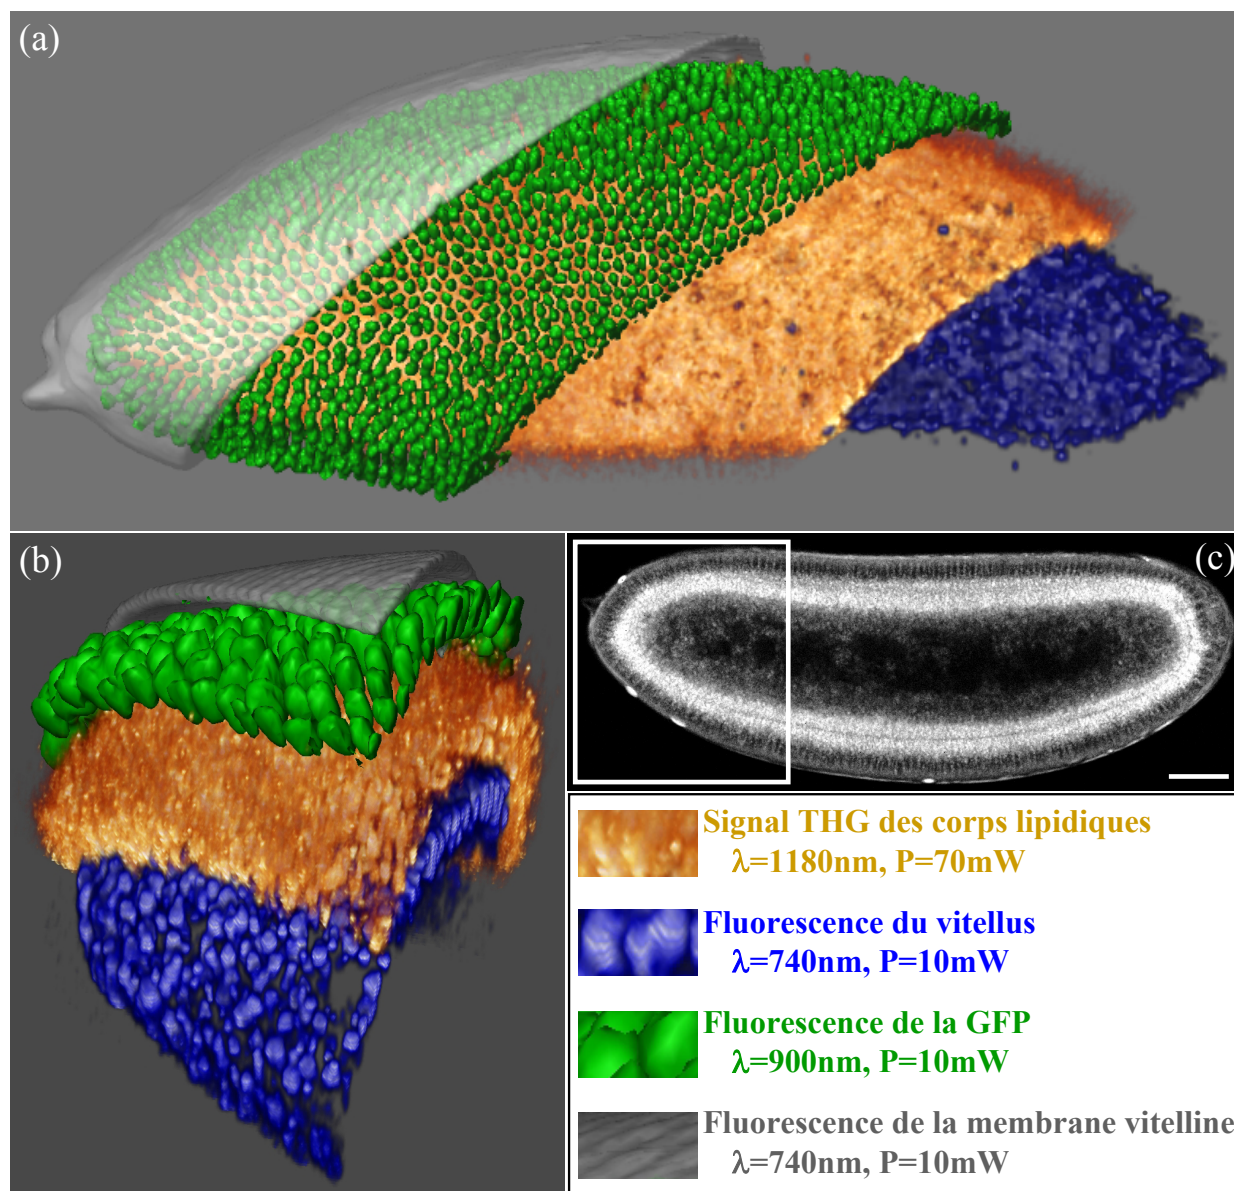 (a)
(b)
(c)
Signal THG des corps lipidiques
λ=1180nm, P=70mW
Fluorescence du vitellus
λ=740nm, P=10mW
Fluorescence de la GFP
λ=900nm, P=10mW
Fluorescence de la membrane vitelline
λ=740nm, P=10mW